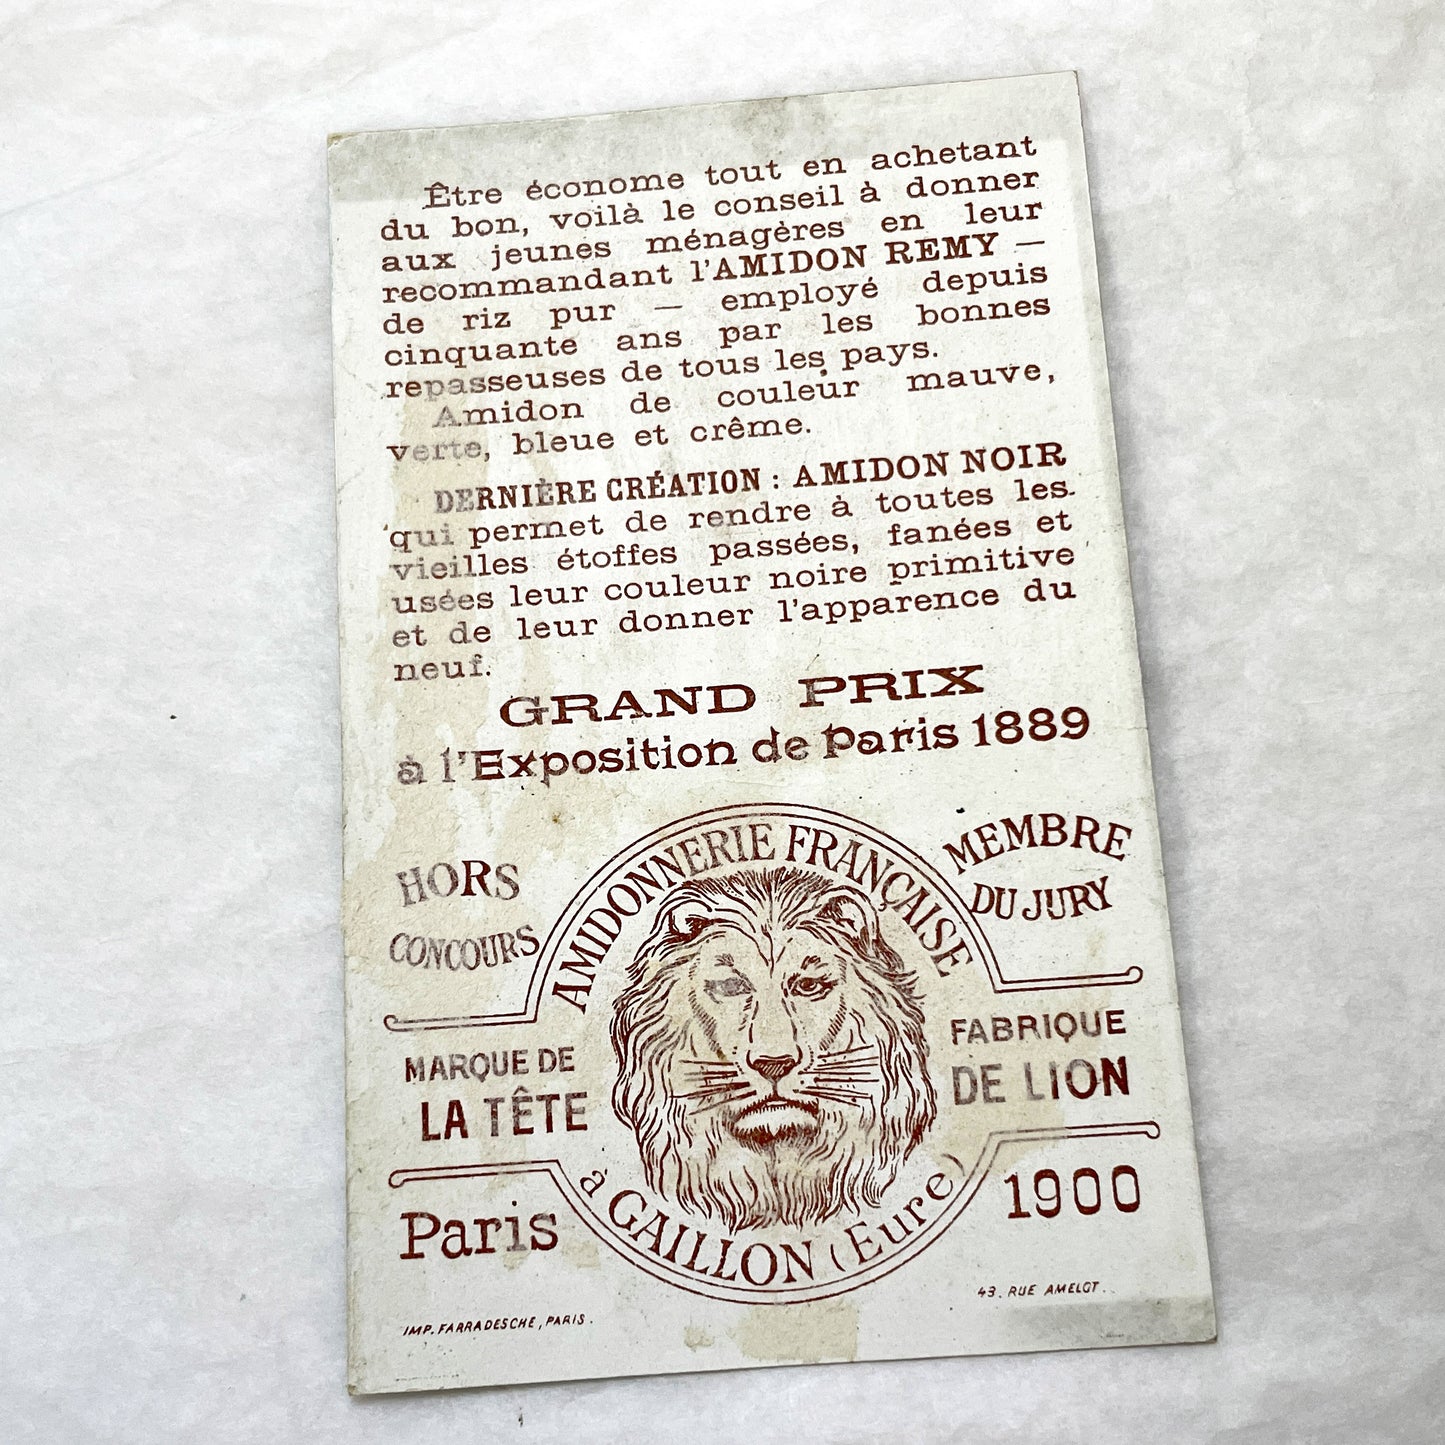 Être économe tout en achetant
du bon, voilà le conseil à donner
aux jeunes ménagères en leur
recommandant l'AMIDON REMY —
de riz pur — employé depuis
cinquante ans par les bonnes
repasseuses de tous les pays.
Amidon de couleur mauve,
verte, bleue et crême.
DERNIÈRE CRÉATION : AMIDON NOIR
qui permet de rendre à toutes les
vieilles étoffes passées, fanées et
usées leur couleur noire primitive
et de leur donner l'apparence du
neuf.
GRAND PRIX
à l'Exposition de Paris 1889
HORS
CONCOURS
AMIDONNERIE FRANÇAISE
MEMBRE
DU JURY
MARQUE DE
LA TÊTE
FABRIQUE
DE LION
à GAILLON (Eure)
Paris
1900
IMP. FARRADESCHE, PARIS.
43. RUE AMELOT.